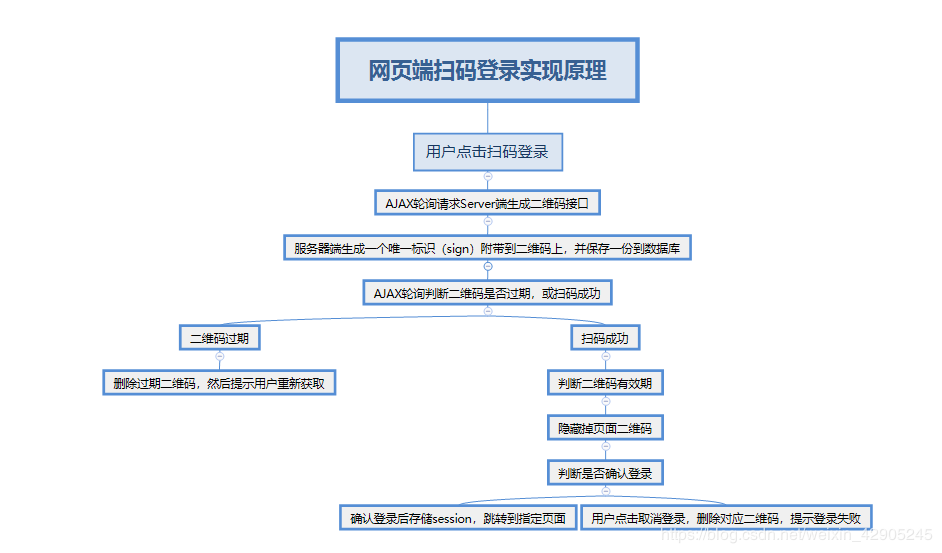 网页端扫码登录实现原理
用户点击扫码登录
AJAX轮询请求Server端生成二维码接口
服务器端生成一个唯一标识（sign）附带到二维码上，并保存一份到数据库
AJAX轮询判断二维码是否过期，或扫码成功
二维码过期
扫码成功
删除过期二维码，然后提示用户重新获取
判断二维码有效期
隐藏掉页面二维码
判断是否确认登录
确认登录后存储session，跳转到指定页面
用户点击取消登录，删除对应二维码，提示登录失败
https://blog.csdn.net/weixin_42905245